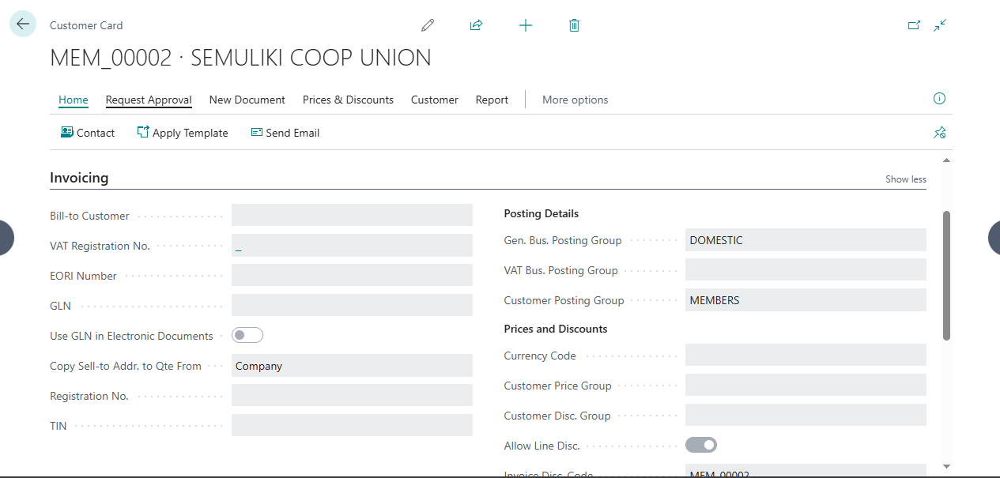 Customer Card
MEM_00002 · SEMULIKI COOP UNION
Home Request Approval New Document Prices & Discounts Customer Report More options
Contact Apply Template Send Email
Invoicing
Show less
Bill-to Customer
VAT Registration No. _
EORI Number
GLN
Use GLN in Electronic Documents
Copy Sell-to Addr. to Qte From Company
Registration No.
TIN
Posting Details
Gen. Bus. Posting Group DOMESTIC
VAT Bus. Posting Group
Customer Posting Group MEMBERS
Prices and Discounts
Currency Code
Customer Price Group
Customer Disc. Group
Allow Line Disc.
Invoice Disc. Code MEM_00002